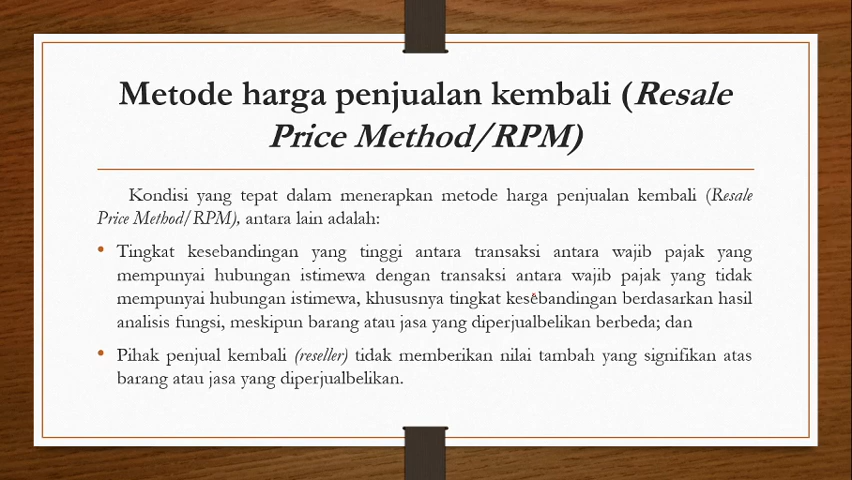 Metode harga penjualan kembali (Resale
Price Method/RPM)
Kondisi yang tepat dalam menerapkan metode harga penjualan kembali (Resale
Price Method/RPM), antara lain adalah:
• Tingkat kesebandingan yang tinggi antara transaksi antara wajib pajak yang
mempunyai hubungan istimewa dengan transaksi antara wajib pajak yang tidak
mempunyai hubungan istimewa, khususnya tingkat kesebandingan berdasarkan hasil
analisis fungsi, meskipun barang atau jasa yang diperjualbelikan berbeda; dan
• Pihak penjual kembali (reseller) tidak memberikan nilai tambah yang signifikan atas
barang atau jasa yang diperjualbelikan.